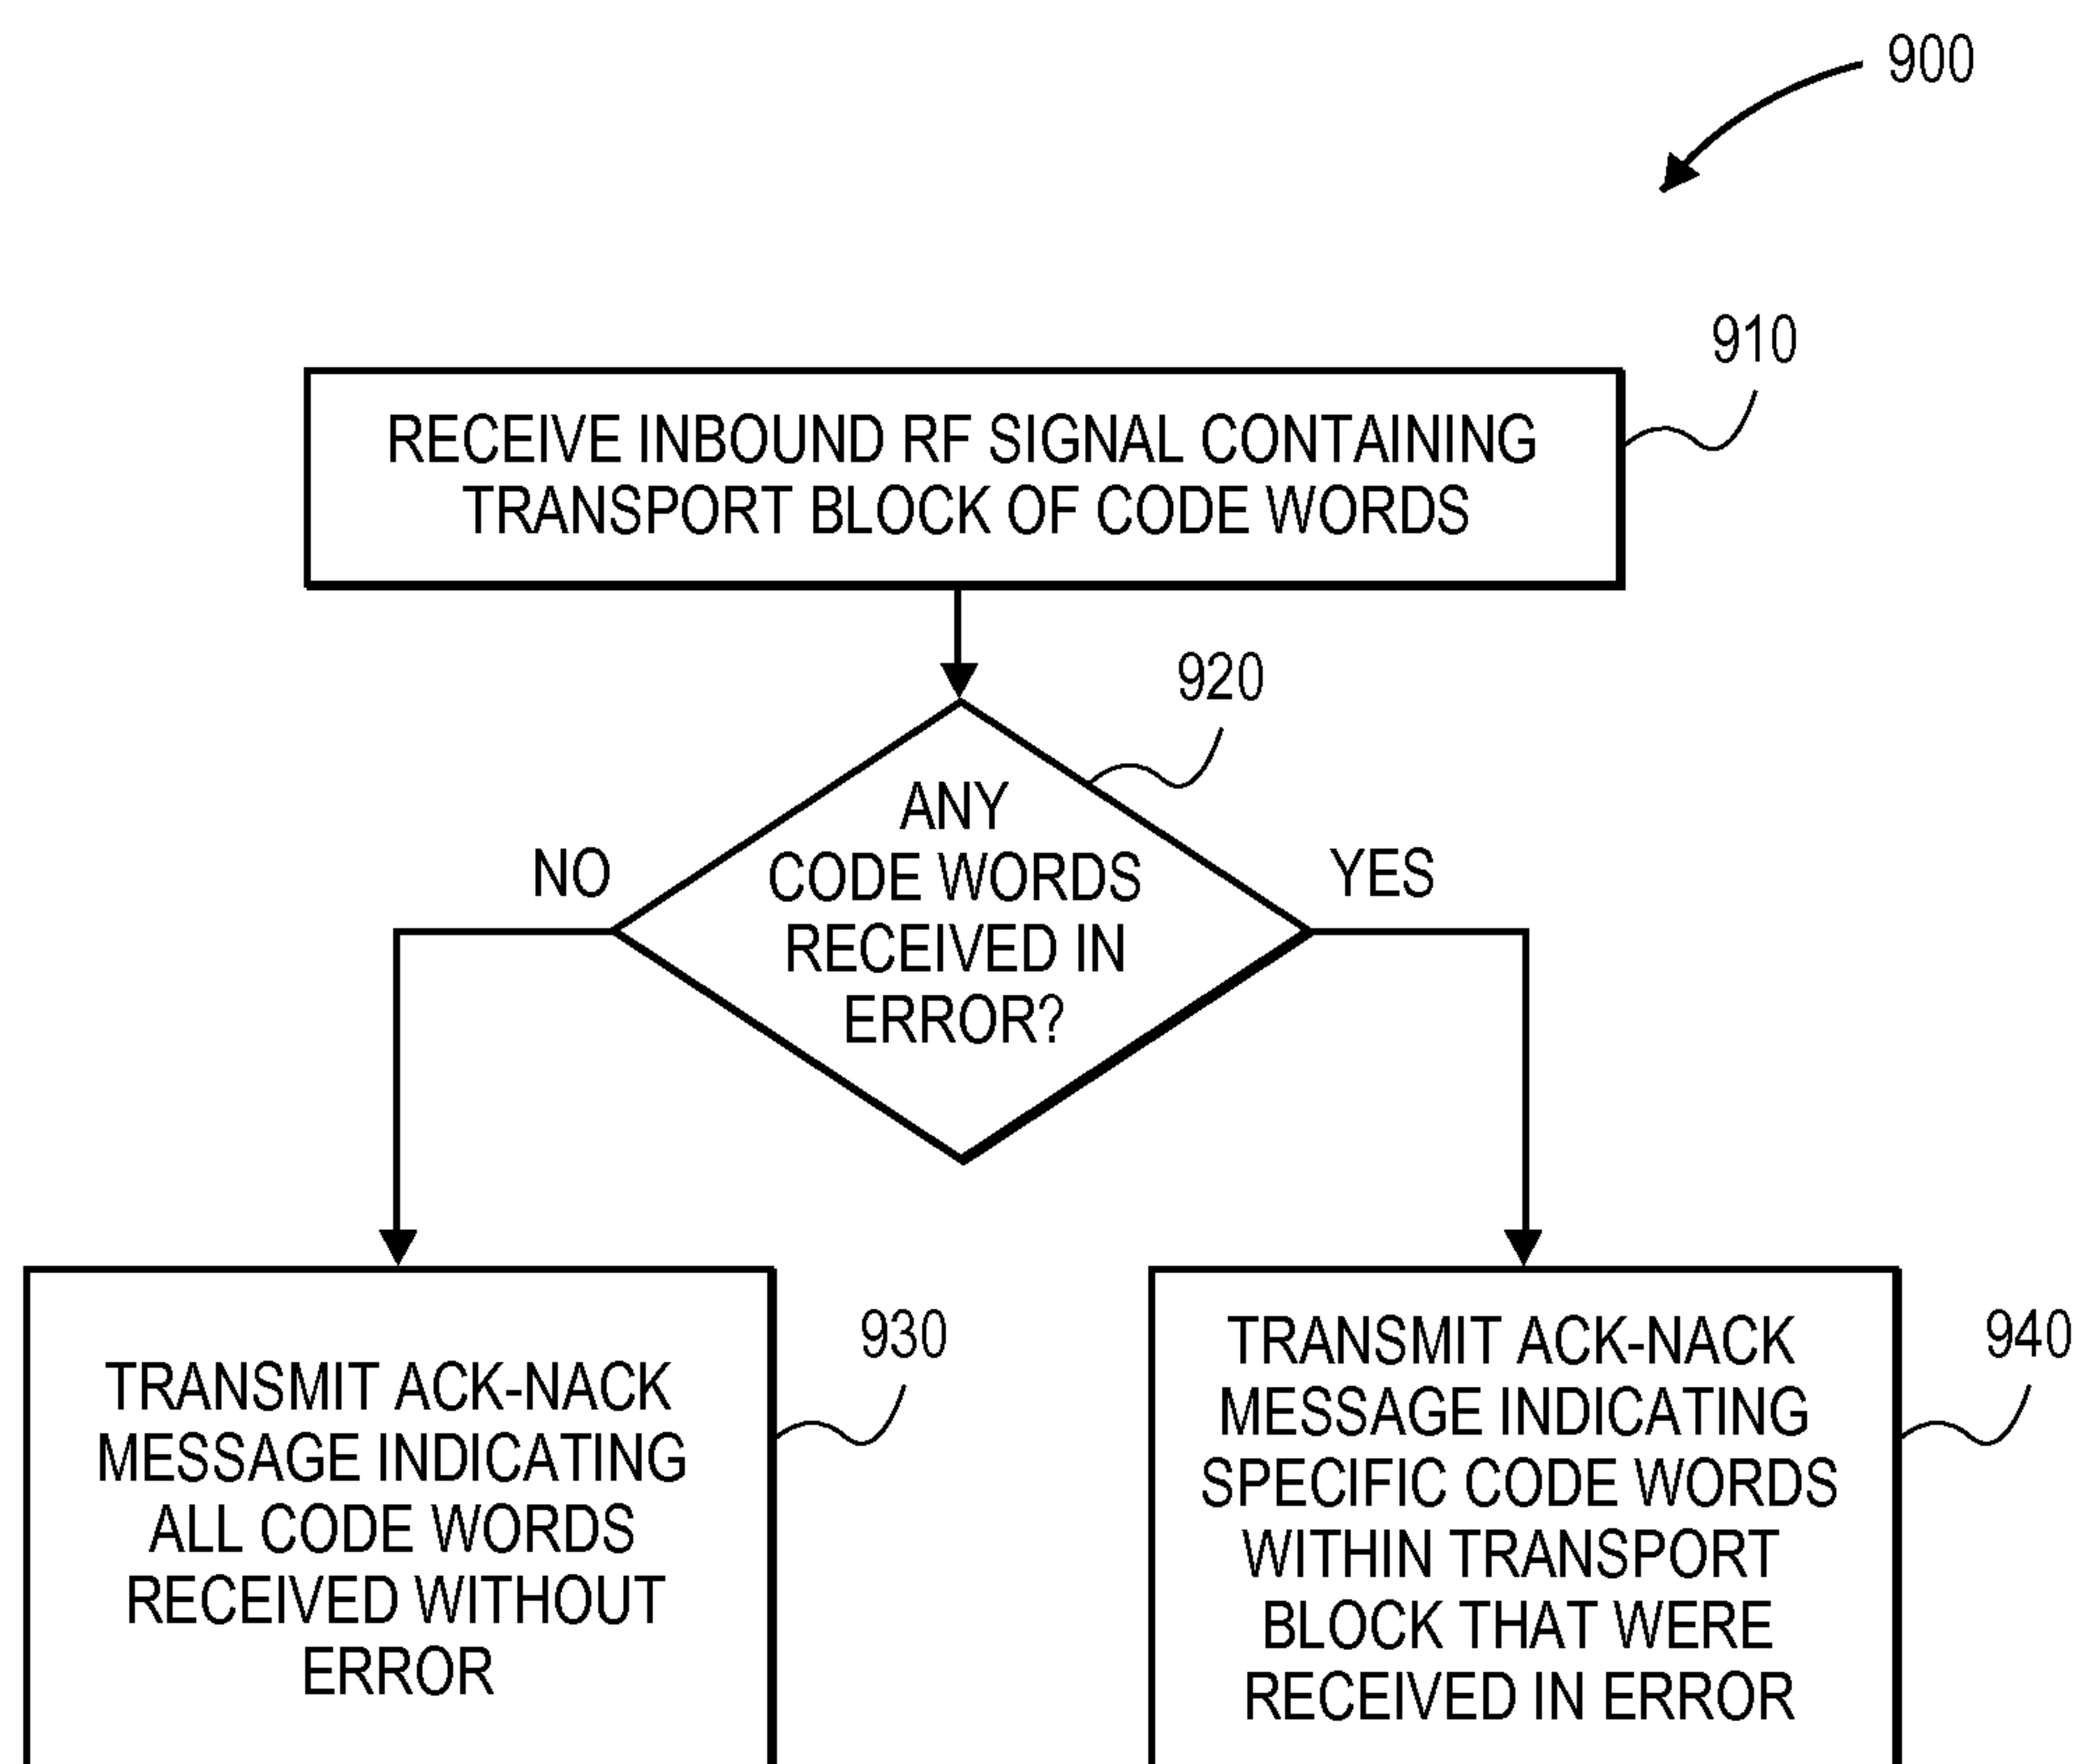 900
910
RECEIVE INBOUND RF SIGNAL CONTAINING
TRANSPORT BLOCK OF CODE WORDS
920
ANY
CODE WORDS
RECEIVED IN
ERROR?
NO
YES
930
TRANSMIT ACK-NACK
MESSAGE INDICATING
ALL CODE WORDS
RECEIVED WITHOUT
ERROR
940
TRANSMIT ACK-NACK
MESSAGE INDICATING
SPECIFIC CODE WORDS
WITHIN TRANSPORT
BLOCK THAT WERE
RECEIVED IN ERROR